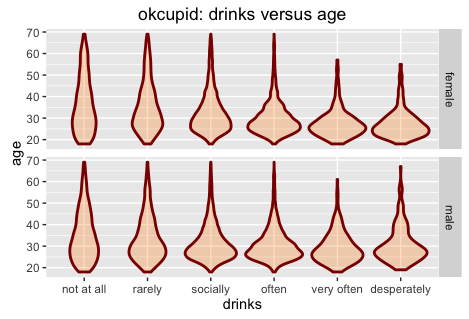 okcupid: drinks versus age
age
70
60
50
40
30
20
female
70
60
50
40
30
20
male
not at all rarely socially often very often desperately
drinks